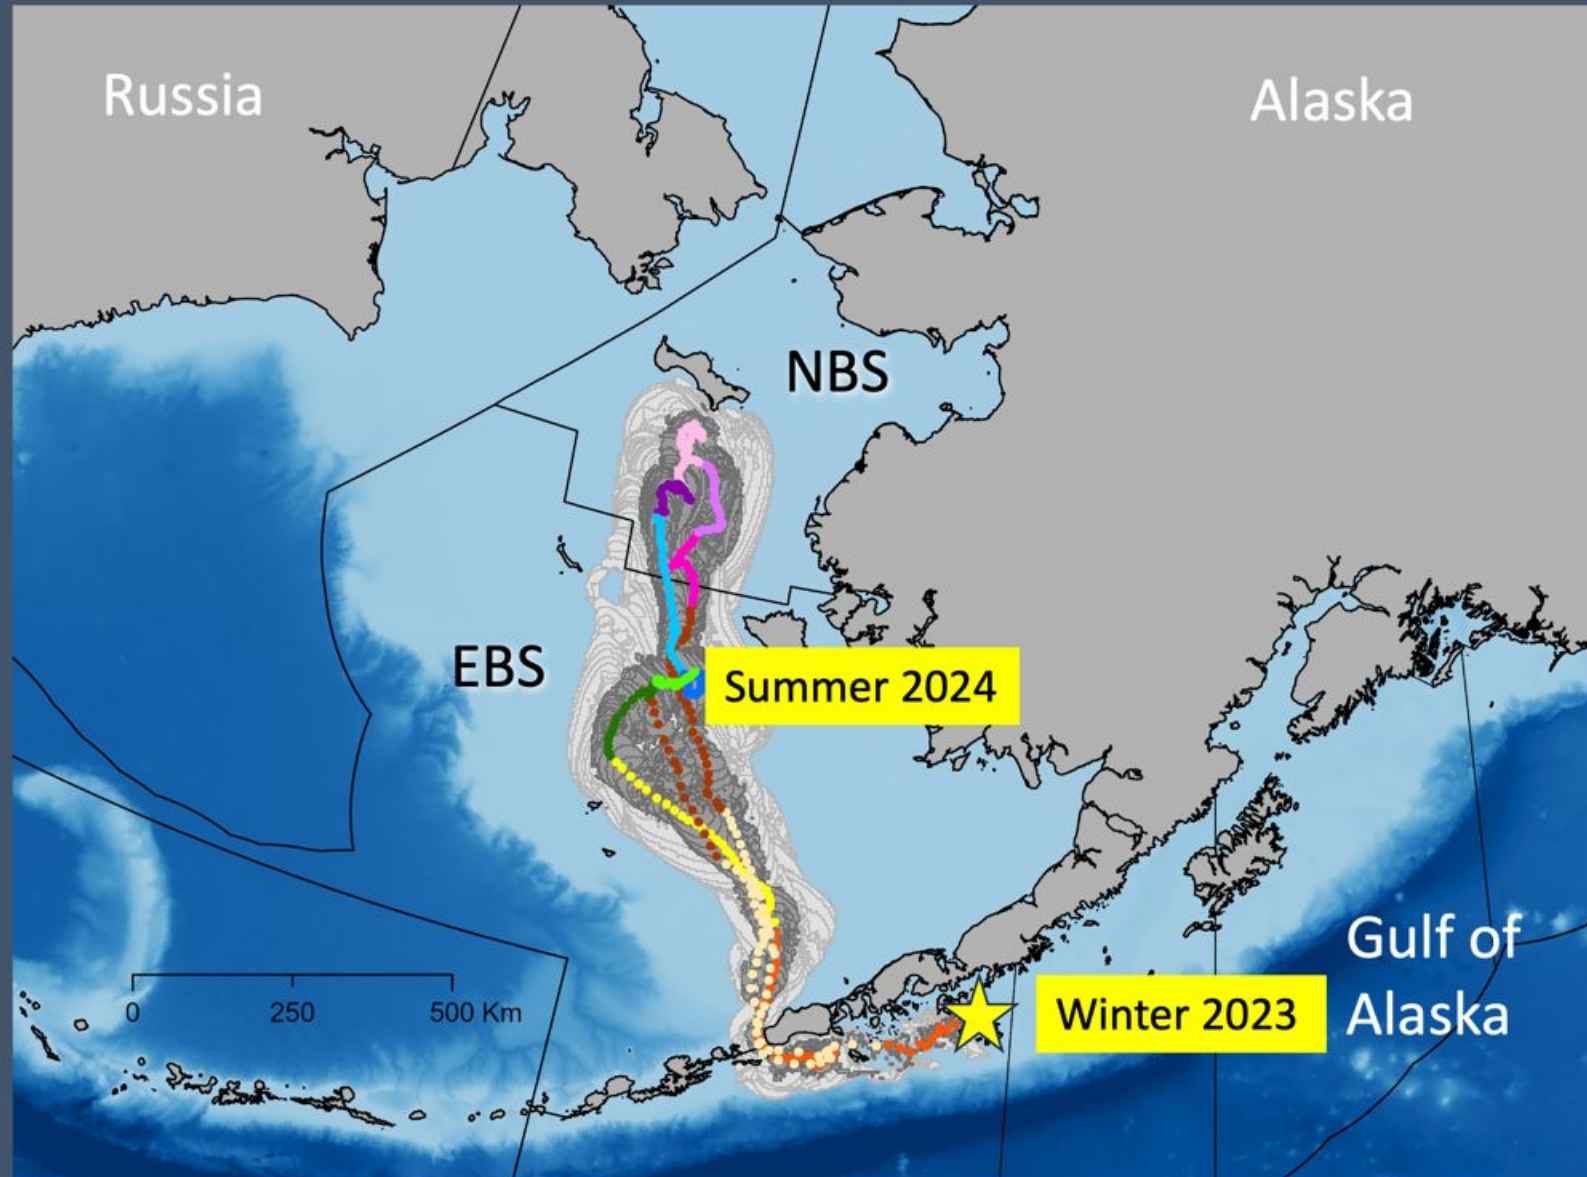 Russia
Alaska
NBS
EBS
Summer 2024
Gulf of
Alaska
Winter 2023
0 250 500 Km